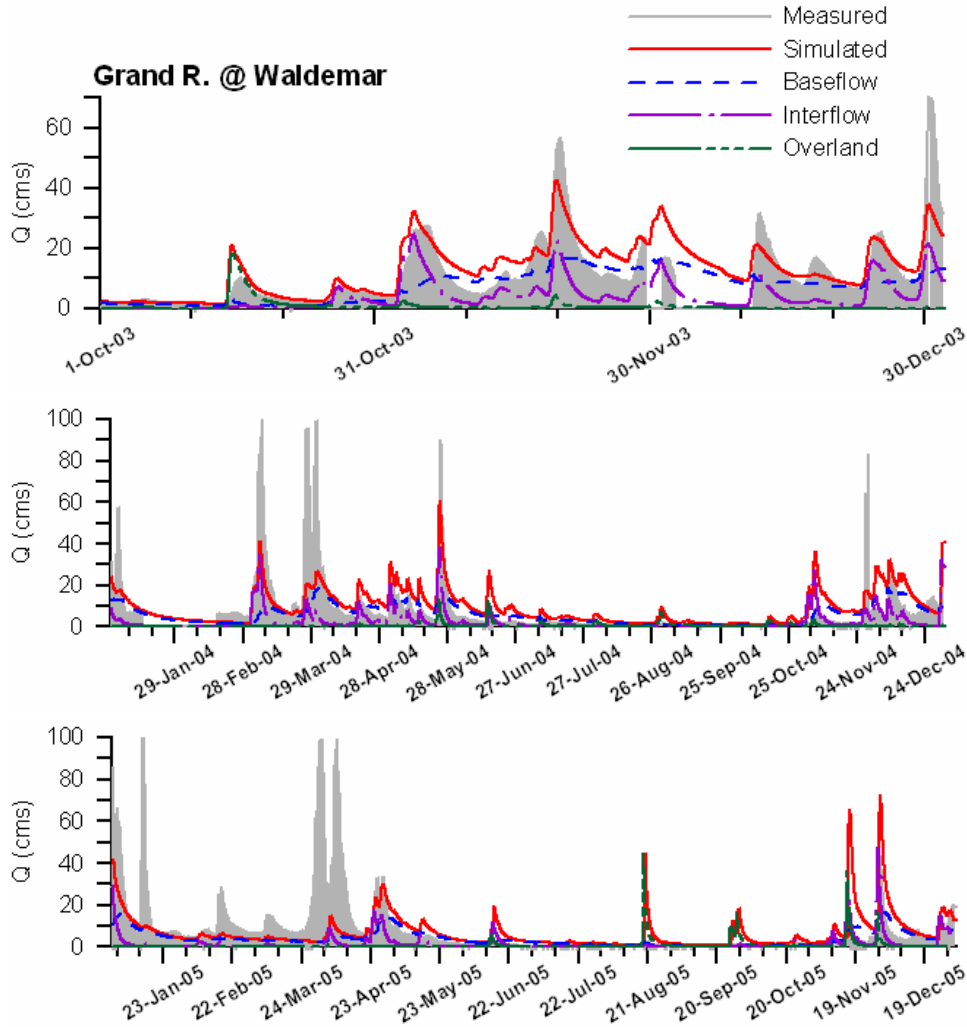 Measured
Simulated
Grand R. @ Waldemar
Baseflow
Interflow
Overland
Q (cms)
60
40
20
0
1-Oct-03
31-Oct-03
30-Nov-03
30-Dec-03
Q (cms)
100
80
60
40
20
0
29-Jan-04
28-Feb-04
29-Mar-04
28-Apr-04
28-May-04
27-Jun-04
27-Jul-04
26-Aug-04
25-Sep-04
25-Oct-04
24-Nov-04
24-Dec-04
Q (cms)
100
80
60
40
20
0
23-Jan-05
22-Feb-05
24-Mar-05
23-Apr-05
23-May-05
22-Jun-05
22-Jul-05
21-Aug-05
20-Sep-05
20-Oct-05
19-Nov-05
19-Dec-05